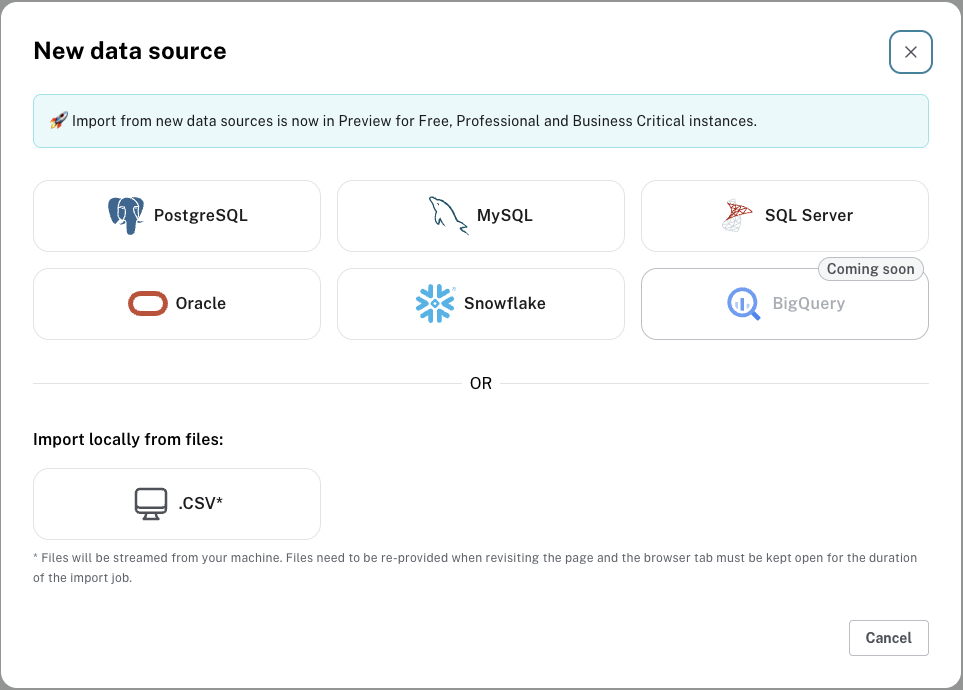 New data source
🚀 Import from new data sources is now in Preview for Free, Professional and Business Critical instances.
PostgreSQL
MySQL
SQL Server
Oracle
Snowflake
Coming soon
BigQuery
OR
Import locally from files:
.CSV*
* Files will be streamed from your machine. Files need to be re-provided when revisiting the page and the browser tab must be kept open for the duration
of the import job.
Cancel